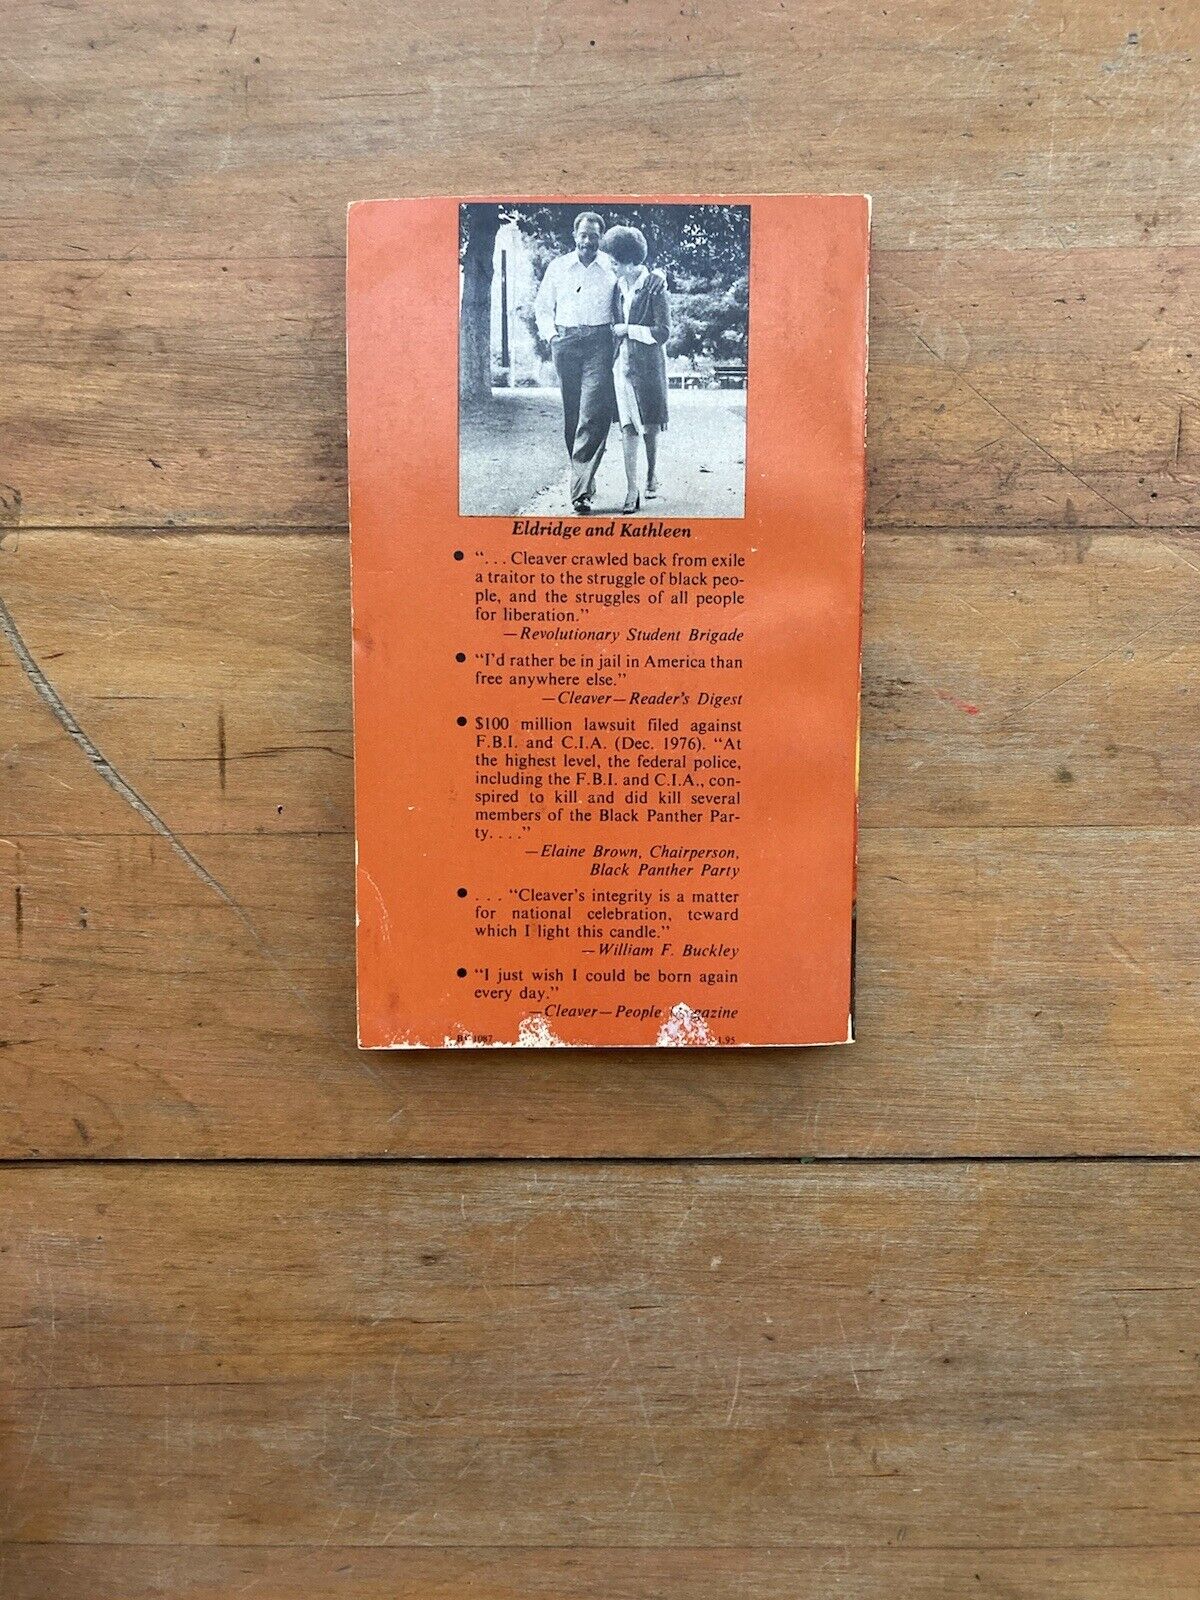 Eldridge and Kathleen
● “. . . Cleaver crawled back from exile
a traitor to the struggle of black peo-
ple, and the struggles of all people
for liberation.”
—Revolutionary Student Brigade
● “I’d rather be in jail in America than
free anywhere else.”
—Cleaver—Reader’s Digest
● $100 million lawsuit filed against
F.B.I. and C.I.A. (Dec. 1976). “At
the highest level, the federal police,
including the F.B.I. and C.I.A., con-
spired to kill and did kill several
members of the Black Panther Par-
ty. . . .”
—Elaine Brown, Chairperson,
Black Panther Party
● . . . “Cleaver’s integrity is a matter
for national celebration, toward
which I light this candle.”
—William F. Buckley
● “I just wish I could be born again
every day.”
—Cleaver—People
1087 1.95